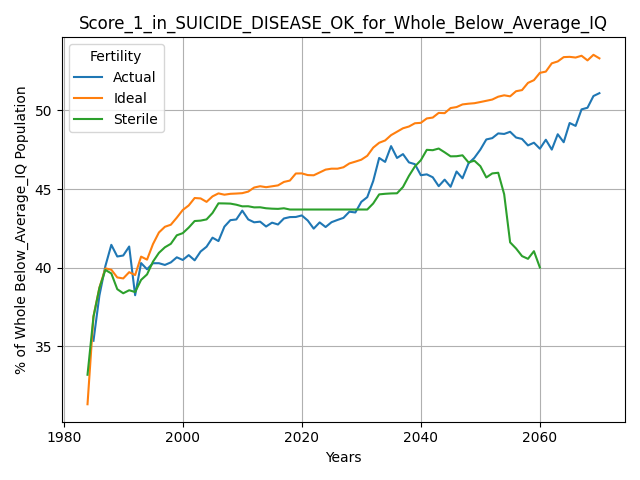 Score_1_in_SUICIDE_DISEASE_OK_for_Whole_Below_Average_IQ
Fertility
Actual
Ideal
Sterile
% of Whole Below_Average_IQ Population
50
45
40
35
1980
2000
2020
2040
2060
Years